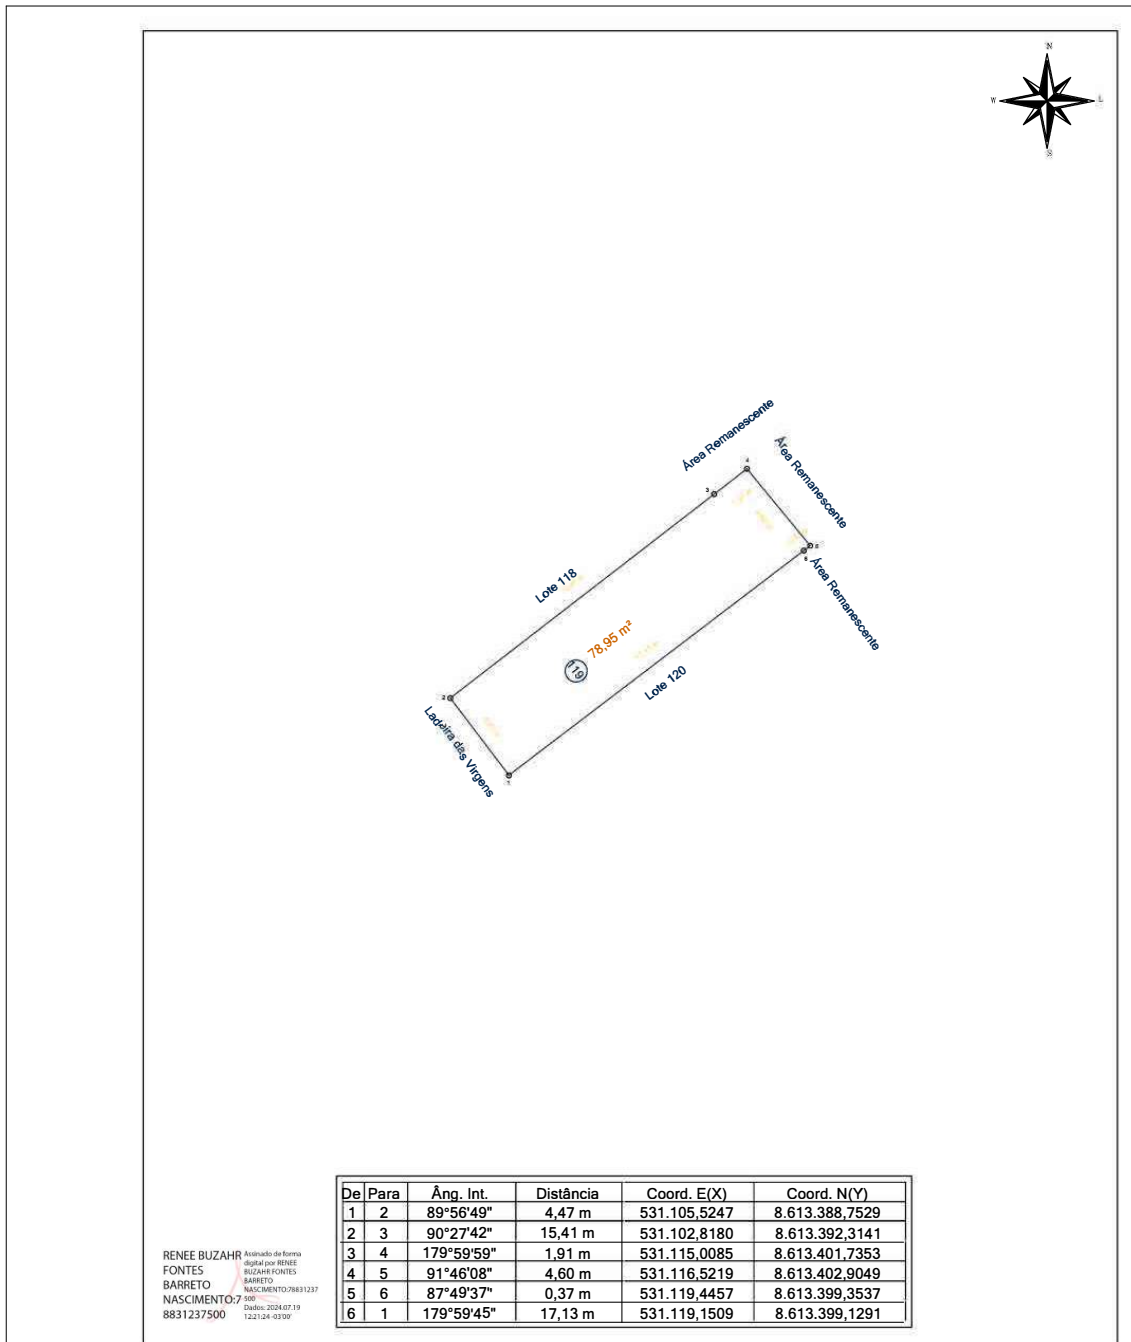 N
W
L
S
Área Remanescente
Área Remanescente
4
3
5
6
Área Remanescente
Lote 118
78,95 m²
119
Lote 120
2
Ladeira das Virgens
1
De Para Âng. Int. Distância Coord. E(X) Coord. N(Y)
1 2 89°56'49" 4,47 m 531.105,5247 8.613.388,7529
2 3 90°27'42" 15,41 m 531.102,8180 8.613.392,3141
3 4 179°59'59" 1,91 m 531.115,0085 8.613.401,7353
4 5 91°46'08" 4,60 m 531.116,5219 8.613.402,9049
5 6 87°49'37" 0,37 m 531.119,4457 8.613.399,3537
6 1 179°59'45" 17,13 m 531.119,1509 8.613.399,1291
RENEE BUZAHR
FONTES
BARRETO
NASCIMENTO:7
8831237500
Assinado de forma
digital por RENEE
BUZAHR FONTES
BARRETO
NASCIMENTO:78831237
500
Dados: 2024.07.19
12:21:24 -03'00'